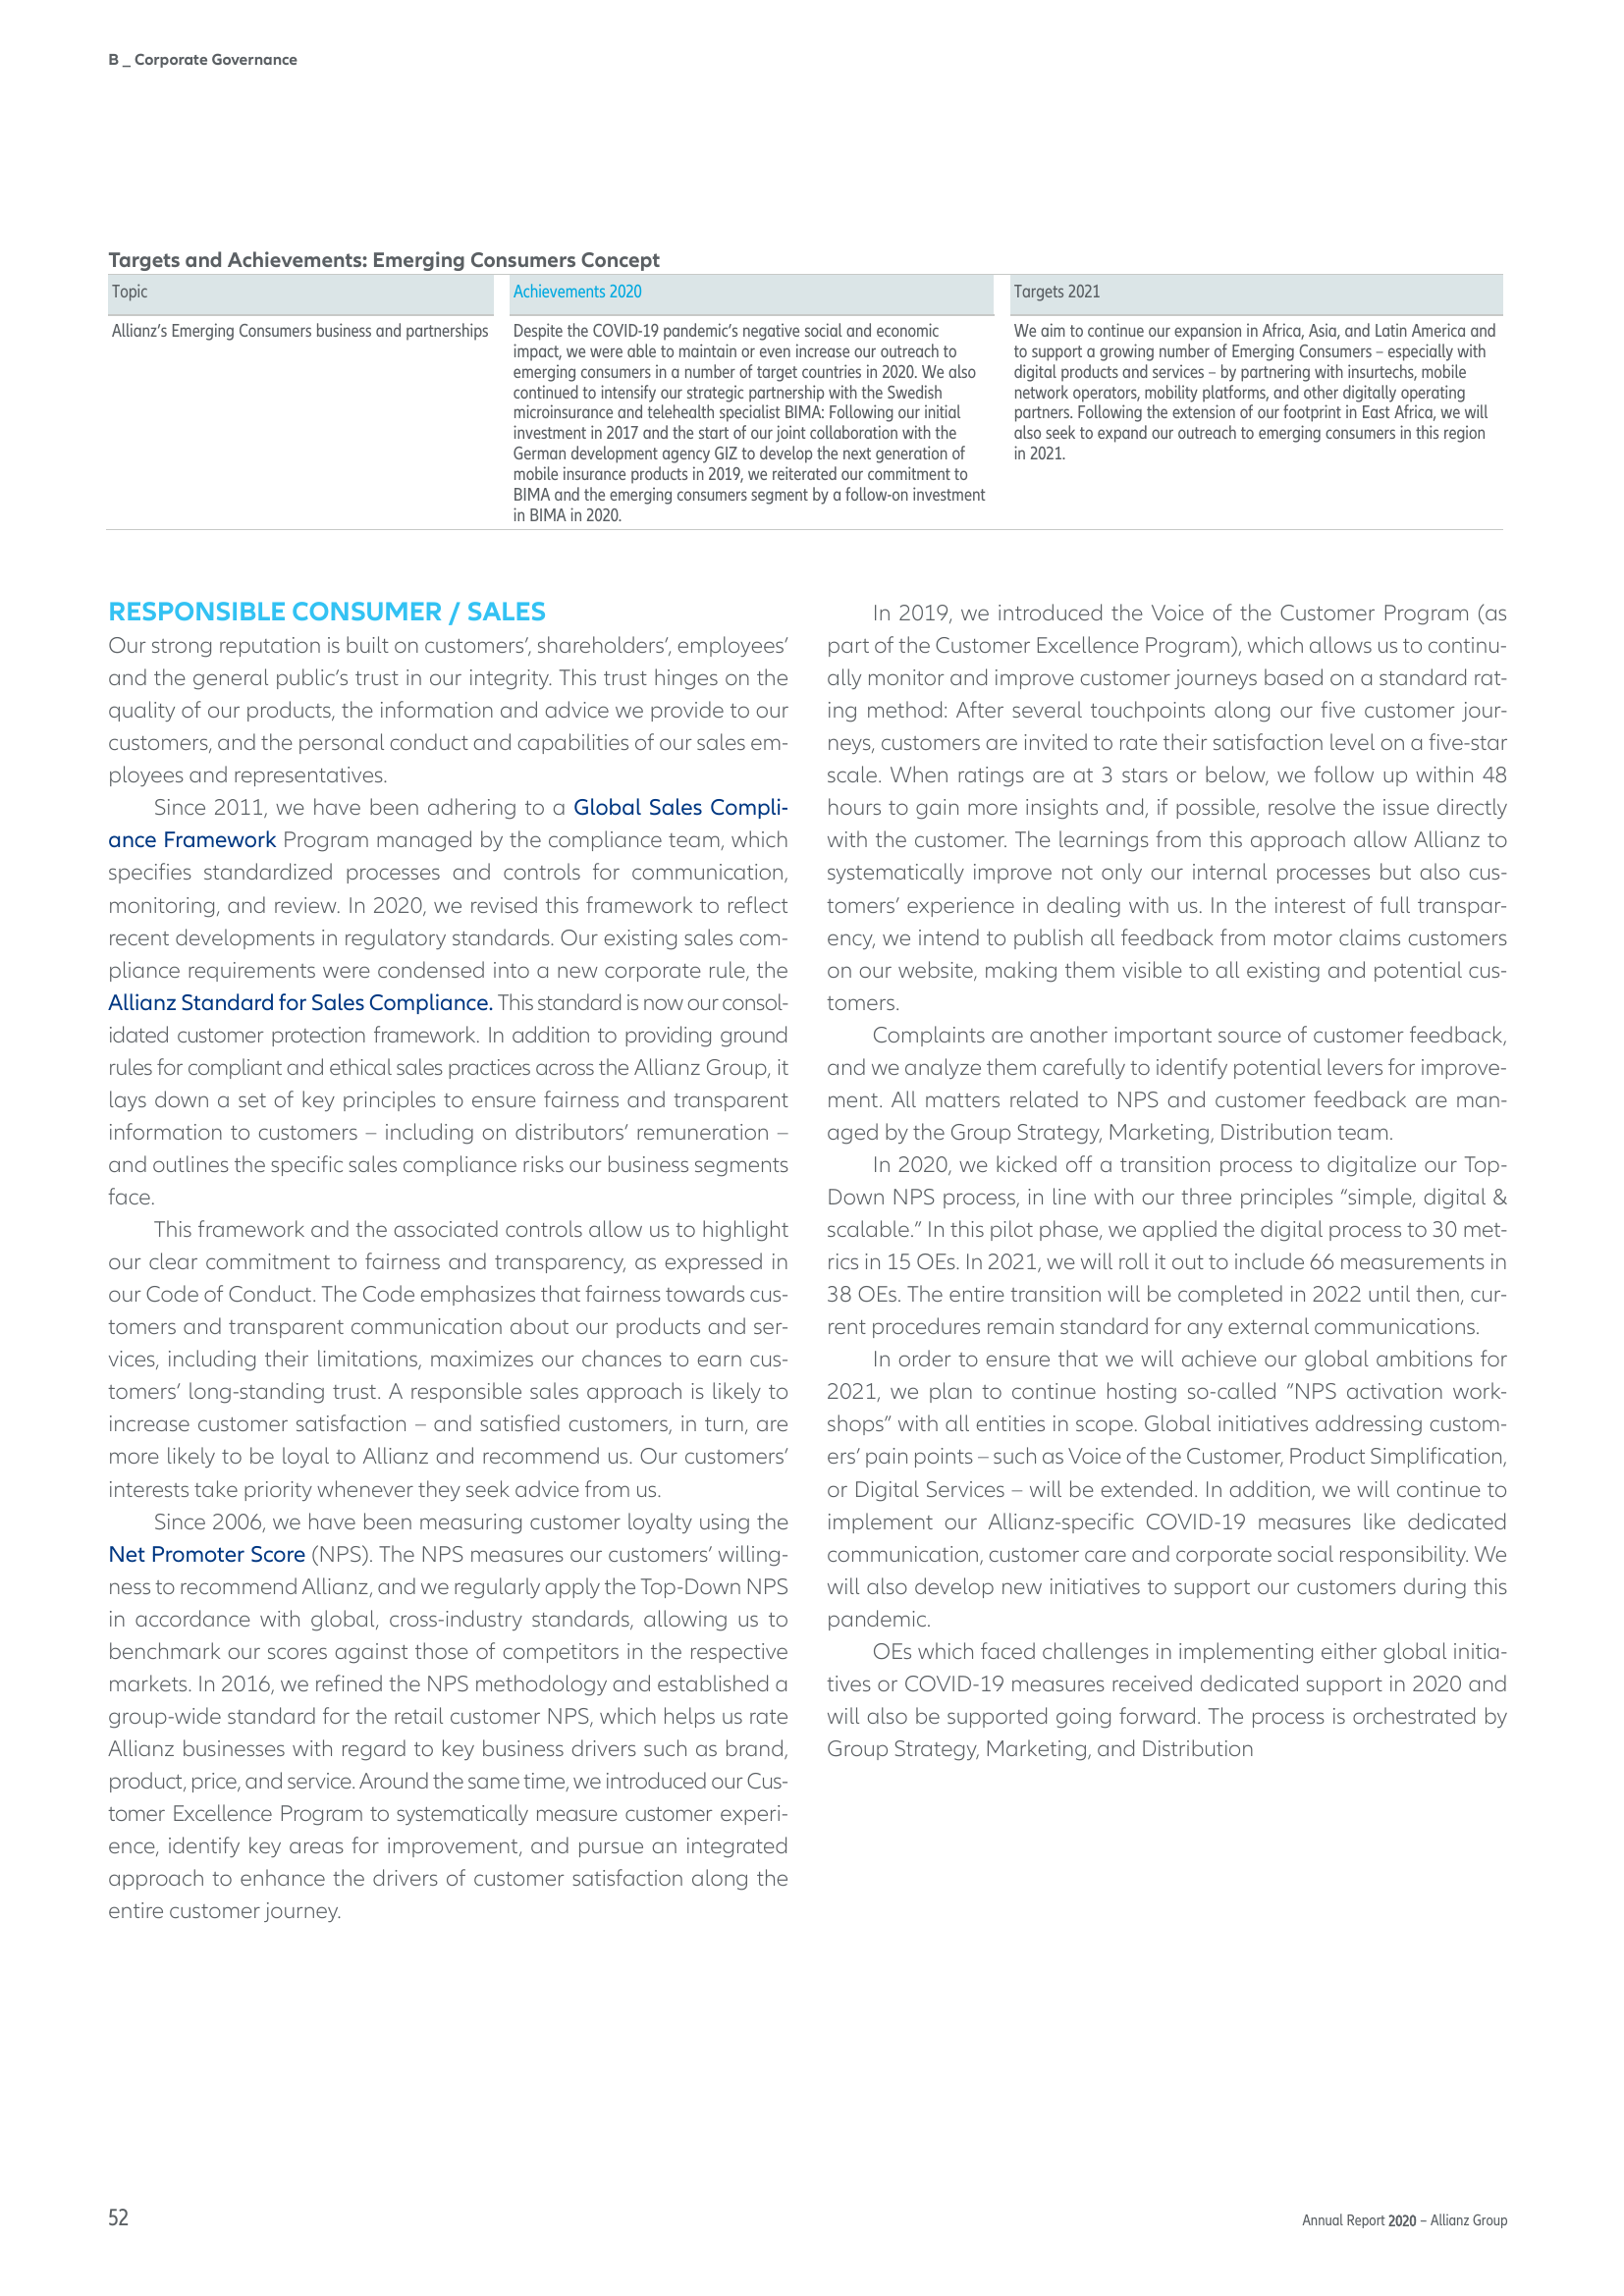 B _ Corporate Governance
Targets and Achievements: Emerging Consumers Concept
Topic
Achievements 2020
Targets 2021
Allianz’s Emerging Consumers business and partnerships
Despite the COVID-19 pandemic’s negative social and economic
impact, we were able to maintain or even increase our outreach to
emerging consumers in a number of target countries in 2020. We also
continued to intensify our strategic partnership with the Swedish
microinsurance and telehealth specialist BIMA: Following our initial
investment in 2017 and the start of our joint collaboration with the
German development agency GIZ to develop the next generation of
mobile insurance products in 2019, we reiterated our commitment to
BIMA and the emerging consumers segment by a follow-on investment
in BIMA in 2020.
We aim to continue our expansion in Africa, Asia, and Latin America and
to support a growing number of Emerging Consumers – especially with
digital products and services – by partnering with insurtechs, mobile
network operators, mobility platforms, and other digitally operating
partners. Following the extension of our footprint in East Africa, we will
also seek to expand our outreach to emerging consumers in this region
in 2021.
RESPONSIBLE CONSUMER / SALES
Our strong reputation is built on customers’, shareholders’, employees’
and the general public’s trust in our integrity. This trust hinges on the
quality of our products, the information and advice we provide to our
customers, and the personal conduct and capabilities of our sales em-
ployees and representatives.
Since 2011, we have been adhering to a Global Sales Compli-
ance Framework Program managed by the compliance team, which
specifies standardized processes and controls for communication,
monitoring, and review. In 2020, we revised this framework to reflect
recent developments in regulatory standards. Our existing sales com-
pliance requirements were condensed into a new corporate rule, the
Allianz Standard for Sales Compliance. This standard is now our consol-
idated customer protection framework. In addition to providing ground
rules for compliant and ethical sales practices across the Allianz Group, it
lays down a set of key principles to ensure fairness and transparent
information to customers – including on distributors’ remuneration –
and outlines the specific sales compliance risks our business segments
face.
This framework and the associated controls allow us to highlight
our clear commitment to fairness and transparency, as expressed in
our Code of Conduct. The Code emphasizes that fairness towards cus-
tomers and transparent communication about our products and ser-
vices, including their limitations, maximizes our chances to earn cus-
tomers’ long-standing trust. A responsible sales approach is likely to
increase customer satisfaction – and satisfied customers, in turn, are
more likely to be loyal to Allianz and recommend us. Our customers’
interests take priority whenever they seek advice from us.
Since 2006, we have been measuring customer loyalty using the
Net Promoter Score (NPS). The NPS measures our customers’ willing-
ness to recommend Allianz, and we regularly apply the Top-Down NPS
in accordance with global, cross-industry standards, allowing us to
benchmark our scores against those of competitors in the respective
markets. In 2016, we refined the NPS methodology and established a
group-wide standard for the retail customer NPS, which helps us rate
Allianz businesses with regard to key business drivers such as brand,
product, price, and service. Around the same time, we introduced our Cus-
tomer Excellence Program to systematically measure customer experi-
ence, identify key areas for improvement, and pursue an integrated
approach to enhance the drivers of customer satisfaction along the
entire customer journey.
In 2019, we introduced the Voice of the Customer Program (as
part of the Customer Excellence Program), which allows us to continu-
ally monitor and improve customer journeys based on a standard rat-
ing method: After several touchpoints along our five customer jour-
neys, customers are invited to rate their satisfaction level on a five-star
scale. When ratings are at 3 stars or below, we follow up within 48
hours to gain more insights and, if possible, resolve the issue directly
with the customer. The learnings from this approach allow Allianz to
systematically improve not only our internal processes but also cus-
tomers’ experience in dealing with us. In the interest of full transpar-
ency, we intend to publish all feedback from motor claims customers
on our website, making them visible to all existing and potential cus-
tomers.
Complaints are another important source of customer feedback,
and we analyze them carefully to identify potential levers for improve-
ment. All matters related to NPS and customer feedback are man-
aged by the Group Strategy, Marketing, Distribution team.
In 2020, we kicked off a transition process to digitalize our Top-
Down NPS process, in line with our three principles “simple, digital &
scalable.” In this pilot phase, we applied the digital process to 30 met-
rics in 15 OEs. In 2021, we will roll it out to include 66 measurements in
38 OEs. The entire transition will be completed in 2022 until then, cur-
rent procedures remain standard for any external communications.
In order to ensure that we will achieve our global ambitions for
2021, we plan to continue hosting so-called “NPS activation work-
shops” with all entities in scope. Global initiatives addressing custom-
ers’ pain points – such as Voice of the Customer, Product Simplification,
or Digital Services – will be extended. In addition, we will continue to
implement our Allianz-specific COVID-19 measures like dedicated
communication, customer care and corporate social responsibility. We
will also develop new initiatives to support our customers during this
pandemic.
OEs which faced challenges in implementing either global initia-
tives or COVID-19 measures received dedicated support in 2020 and
will also be supported going forward. The process is orchestrated by
Group Strategy, Marketing, and Distribution
52
Annual Report 2020 – Allianz Group